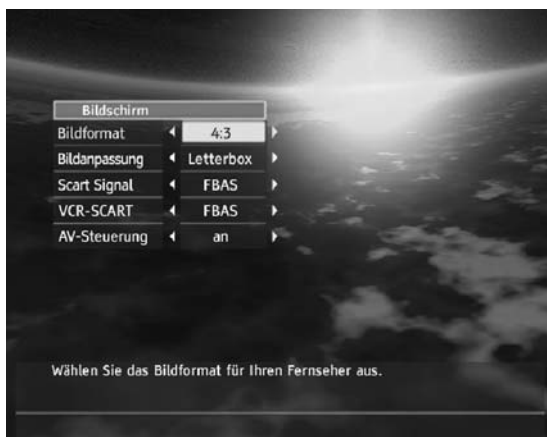 Bildschirm
Bildformat 4:3
Bildanpassung Letterbox
Scart Signal FBAS
VCR-SCART FBAS
AV-Steuerung an
Wählen Sie das Bildformat für Ihren Fernseher aus.